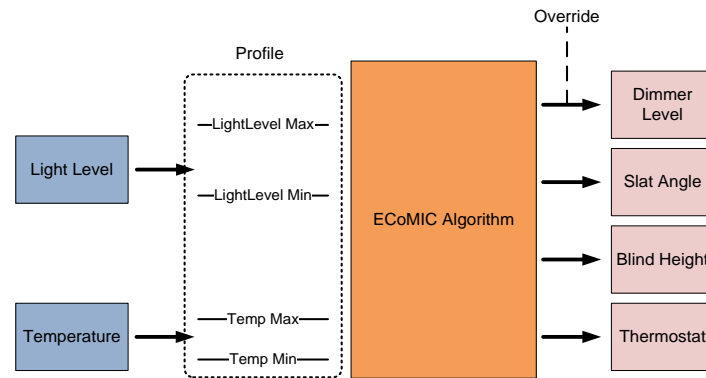 Override
Profile
Dimmer
Level
LightLevel Max
Light Level
Slat Angle
LightLevel Min
ECoMIC Algorithm
Blind Height
Temp Max
Temperature
Thermostat
Temp Min